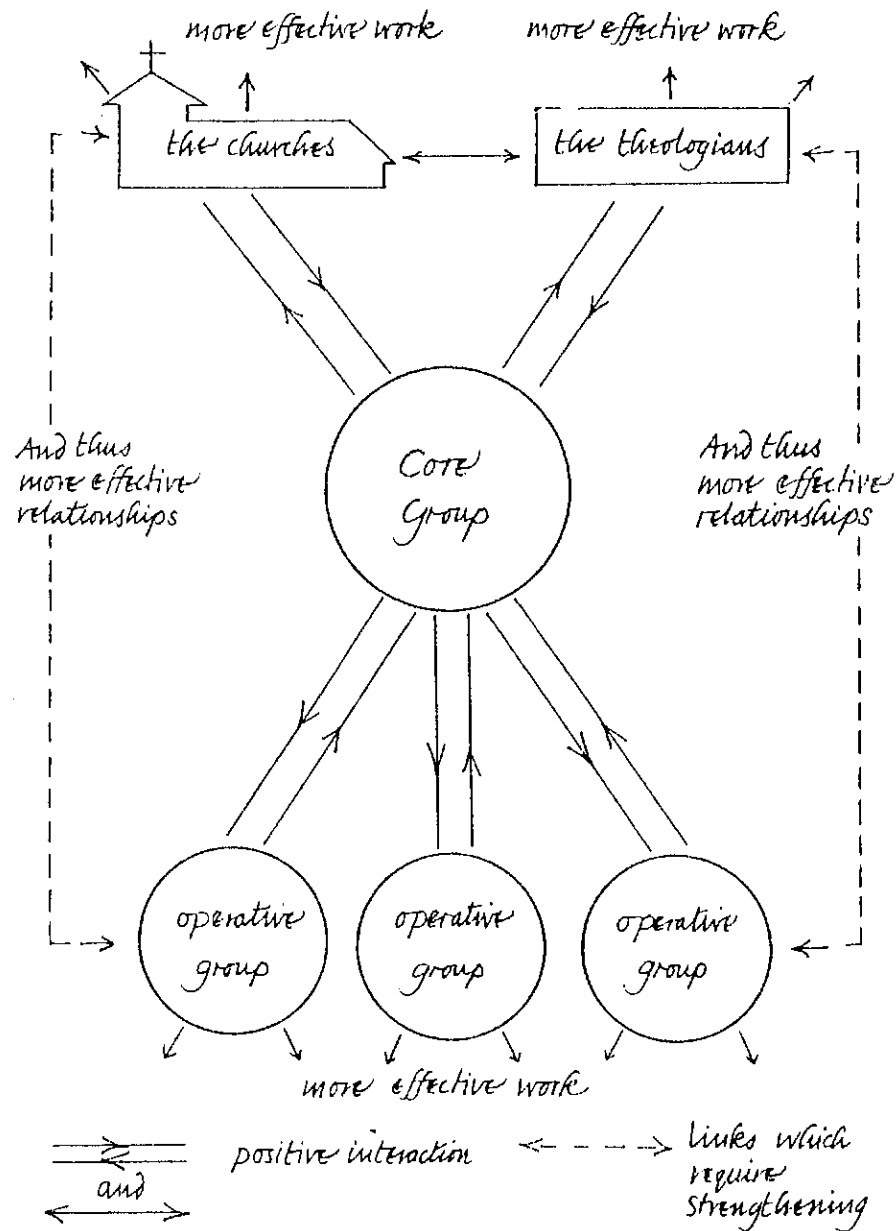 more effective work
more effective work
the churches
the theologians
And thus
more effective
relationships
Core
Group
And thus
more effective
relationships
operative
group
operative
group
operative
group
more effective work
positive interaction
and
Links which
require
strengthening